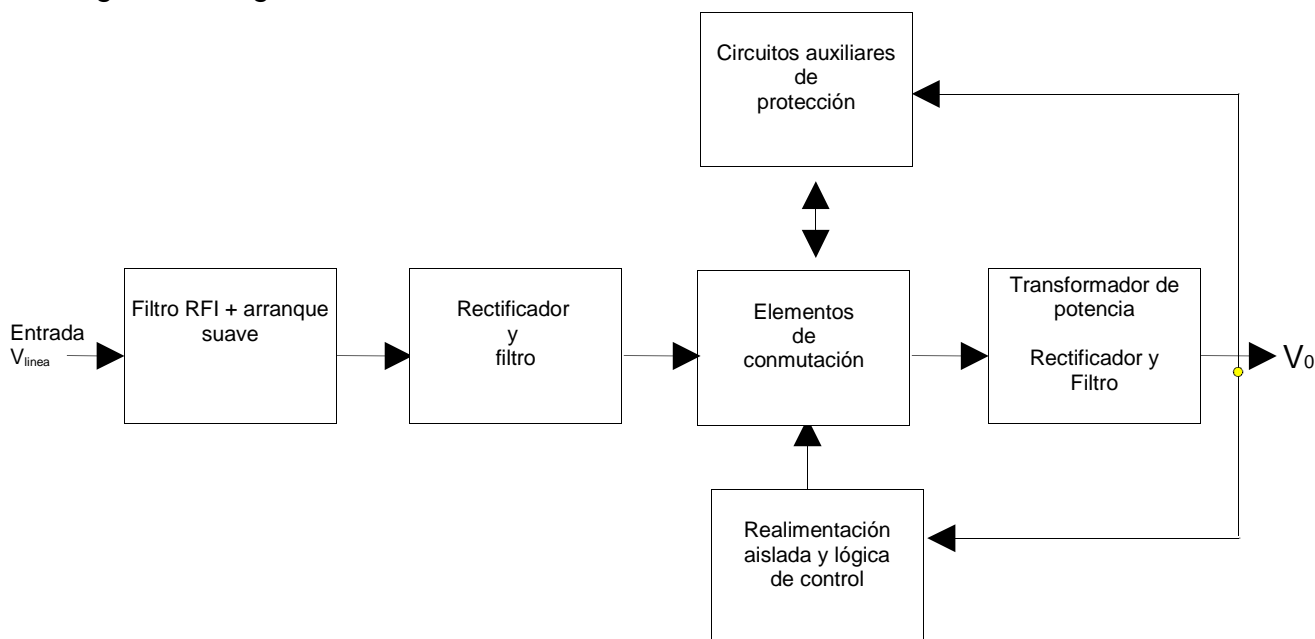 Circuitos auxiliares
de
protección
Entrada
Vlinea
Filtro RFI + arranque
suave
Rectificador
y
filtro
Elementos
de
conmutación
Transformador de
potencia
Rectificador y
Filtro
V0
Realimentación
aislada y lógica
de control